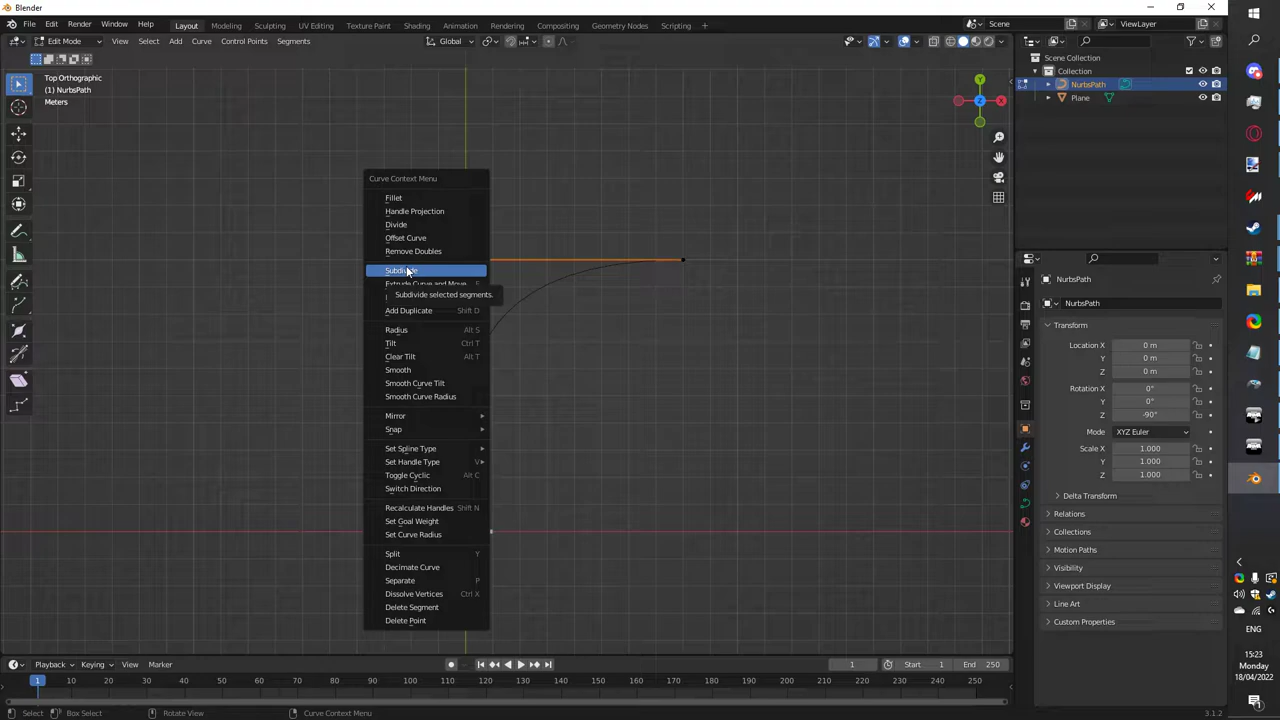 Blender
File Edit Render Window Help Layout Modeling Sculpting UV Editing Texture Paint Shading Animation Rendering Compositing Geometry Nodes Scripting + Scene ViewLayer
Edit Mode View Select Add Curve Control Points Segments Global
Top Orthographic
(1) NurbsPath
Meters
Y
X
Z
Curve Context Menu
Fillet
Handle Projection
Divide
Offset Curve
Remove Doubles
Subdivide
Extrude Curve and Move E
Subdivide selected segments.
Add Duplicate Shift D
Radius Alt S
Tilt Ctrl T
Clear Tilt Alt T
Smooth
Smooth Curve Tilt
Smooth Curve Radius
Mirror
Snap
Set Spline Type
Set Handle Type V
Toggle Cyclic Alt C
Switch Direction
Recalculate Handles Shift N
Set Goal Weight
Set Curve Radius
Split Y
Decimate Curve
Separate P
Dissolve Vertices Ctrl X
Delete Segment
Delete Point
Scene Collection
Collection
NurbsPath
Plane
NurbsPath
NurbsPath
Transform
Location X 0 m
Y 0 m
Z 0 m
Rotation X 0°
Y 0°
Z -90°
Mode XYZ Euler
Scale X 1.000
Y 1.000
Z 1.000
Delta Transform
Relations
Collections
Motion Paths
Visibility
Viewport Display
Line Art
Custom Properties
Playback Keying View Marker 1 Start 1 End 250
1 10 20 30 40 50 60 70 80 90 100 110 120 130 140 150 160 170 180 190 200 210 220 230 240 250
Select Box Select Rotate View Curve Context Menu 3.1.2
ENG
15:23
Monday
18/04/2022